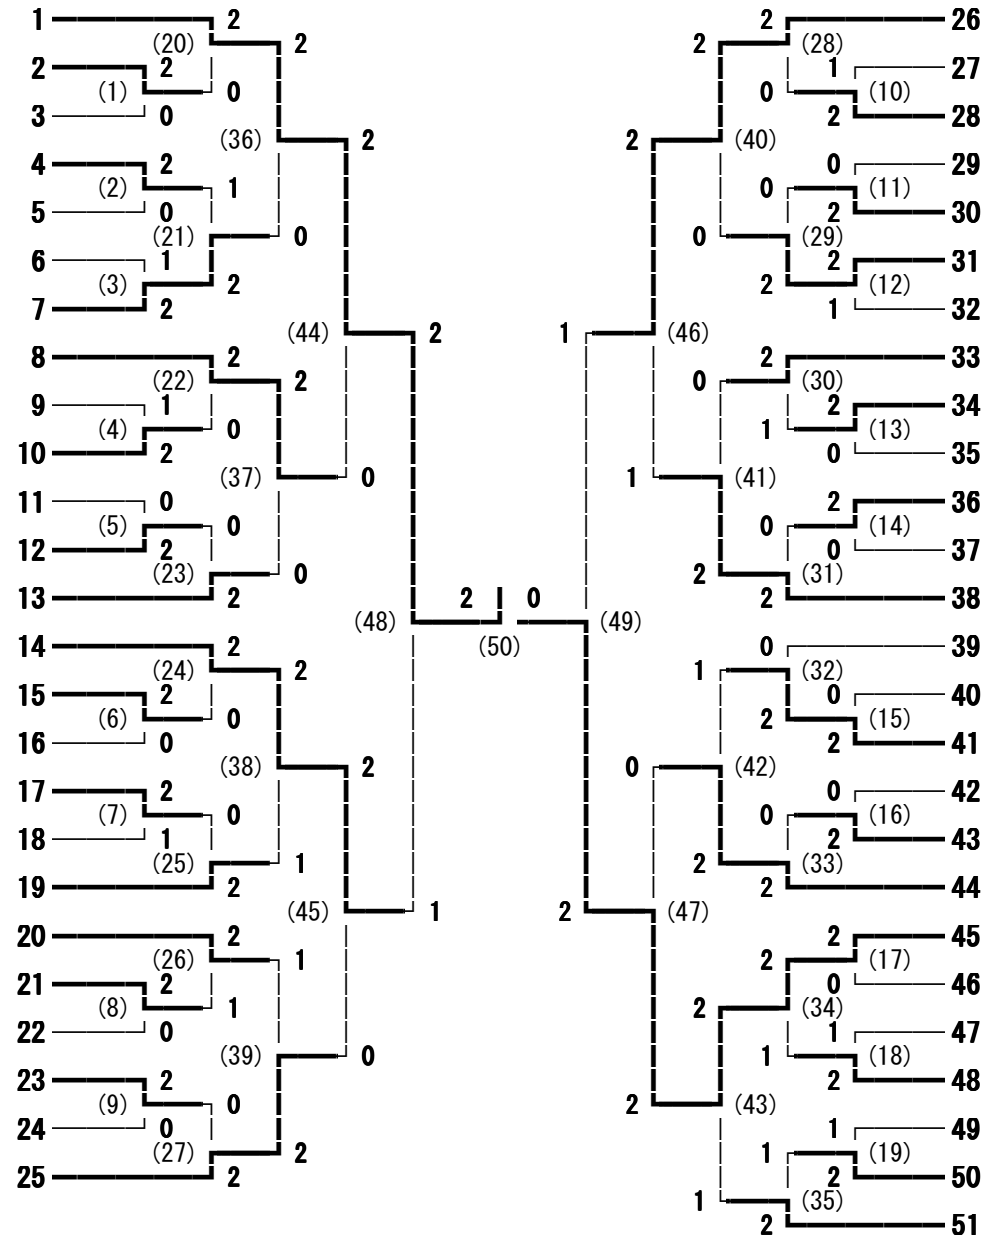 1 2 2 26
(20) 2 2 (28)
2 2 1 27
(1) 0 0 (10)
3 0 2 28
(36) 2 2 (40)
4 2 0 29
(2) 1 0 (11)
5 0 2 30
(21) 0 0 (29)
6 1 2 31
(3) 2 2 (12)
7 2 1 32
(44) 2 1 (46)
8 2 2 33
(22) 2 0 (30)
9 1 2 34
(4) 0 1 (13)
10 2 0 35
(37) 0 1 (41)
11 0 2 36
(5) 0 0 (14)
12 2 0 37
(23) 0 2 (31)
13 2 2 0 2 38
(48) (49)
14 2 (50) 0 39
(24) 2 1 (32)
15 2 0 40
(6) 0 2 (15)
16 0 2 41
(38) 2 0 (42)
17 2 0 42
(7) 0 0 (16)
18 1 2 43
(25) 1 2 (33)
19 2 2 44
(45) 1 2 (47)
20 2 2 45
(26) 1 2 (17)
21 2 0 46
(8) 1 2 (34)
22 0 1 47
(39) 0 1 (18)
23 2 2 48
(9) 0 2 (43)
24 0 1 49
(27) 2 1 (19)
25 2 2 50
1 (35)
2 51